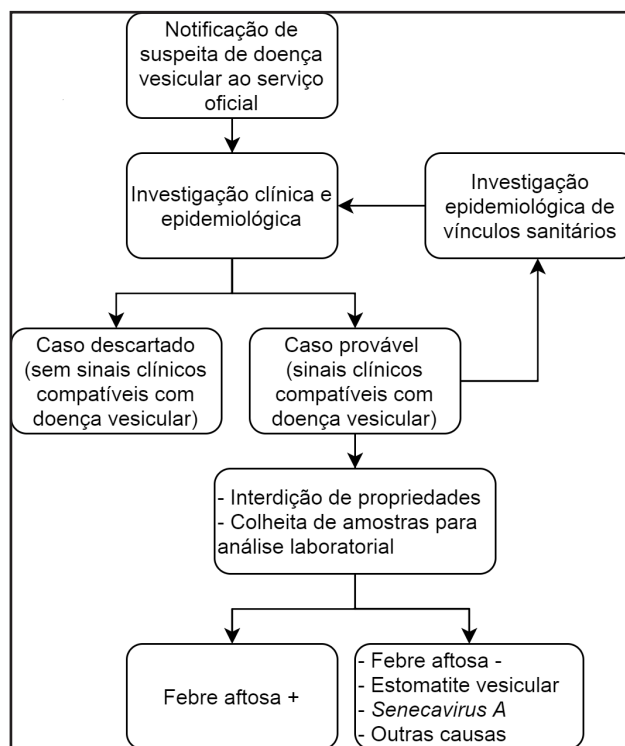 Notificação de
suspeita de doença
vesicular ao serviço
oficial
Investigação clínica e
epidemiológica
Investigação
epidemiológica de
vínculos sanitários
Caso descartado
(sem sinais clínicos
compatíveis com
doença vesicular)
Caso provável
(sinais clínicos
compatíveis com
doença vesicular)
- Interdição de propriedades
- Colheita de amostras para
análise laboratorial
Febre aftosa +
- Febre aftosa -
- Estomatite vesicular
- Senecavirus A
- Outras causas